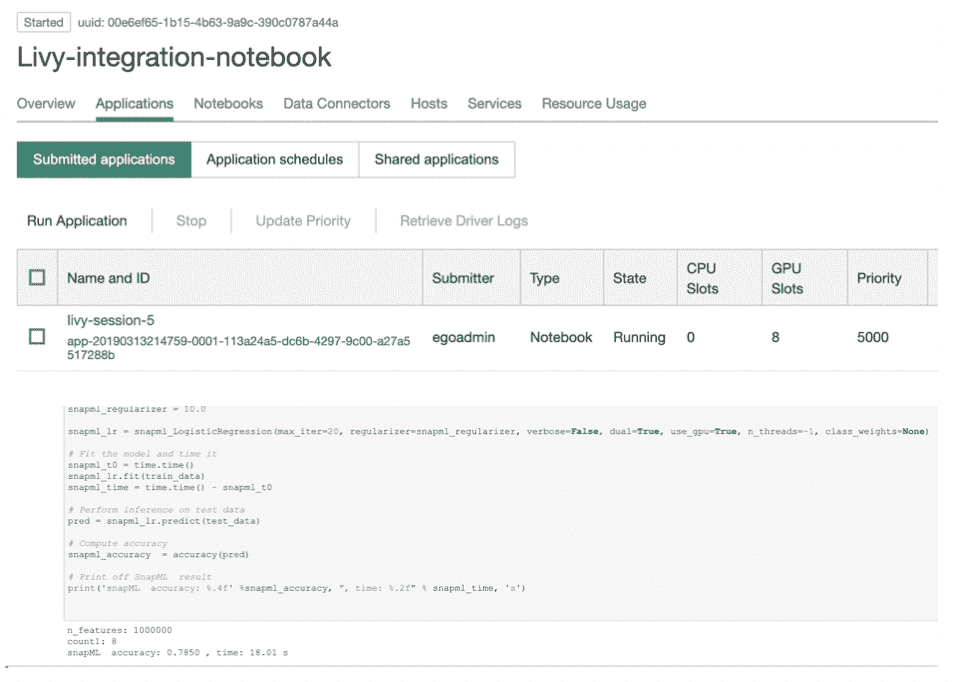 Started uuid: 00e6ef65-1b15-4b63-9a9c-390c0787a44a
Livy-integration-notebook
Overview Applications Notebooks Data Connectors Hosts Services Resource Usage
Submitted applications Application schedules Shared applications
Run Application Stop Update Priority Retrieve Driver Logs
Name and ID Submitter Type State CPU Slots GPU Slots Priority
livy-session-5
app-20190313214759-0001-113a24a5-dc6b-4297-9c00-a27a5
517288b
egoadmin Notebook Running 0 8 5000
snapml_regularizer = 10.0
snapml_lr = snapml_LogisticRegression(max_iter=20, regularizer=snapml_regularizer, verbose=False, dual=True, use_gpu=True, n_threads=-1, class_weights=None)
# Fit the model and time it
snapml_t0 = time.time()
snapml_lr.fit(train_data)
snapml_time = time.time() - snapml_t0
# Perform inference on test data
pred = snapml_lr.predict(test_data)
# Compute accuracy
snapml_accuracy  = accuracy(pred)
# Print off SnapML  result
print('snapML  accuracy: %.4f' %snapml_accuracy, ", time: %.2f" % snapml_time, 's')
n_features: 1000000
count1: 8
snapML  accuracy: 0.7850 , time: 18.01 s